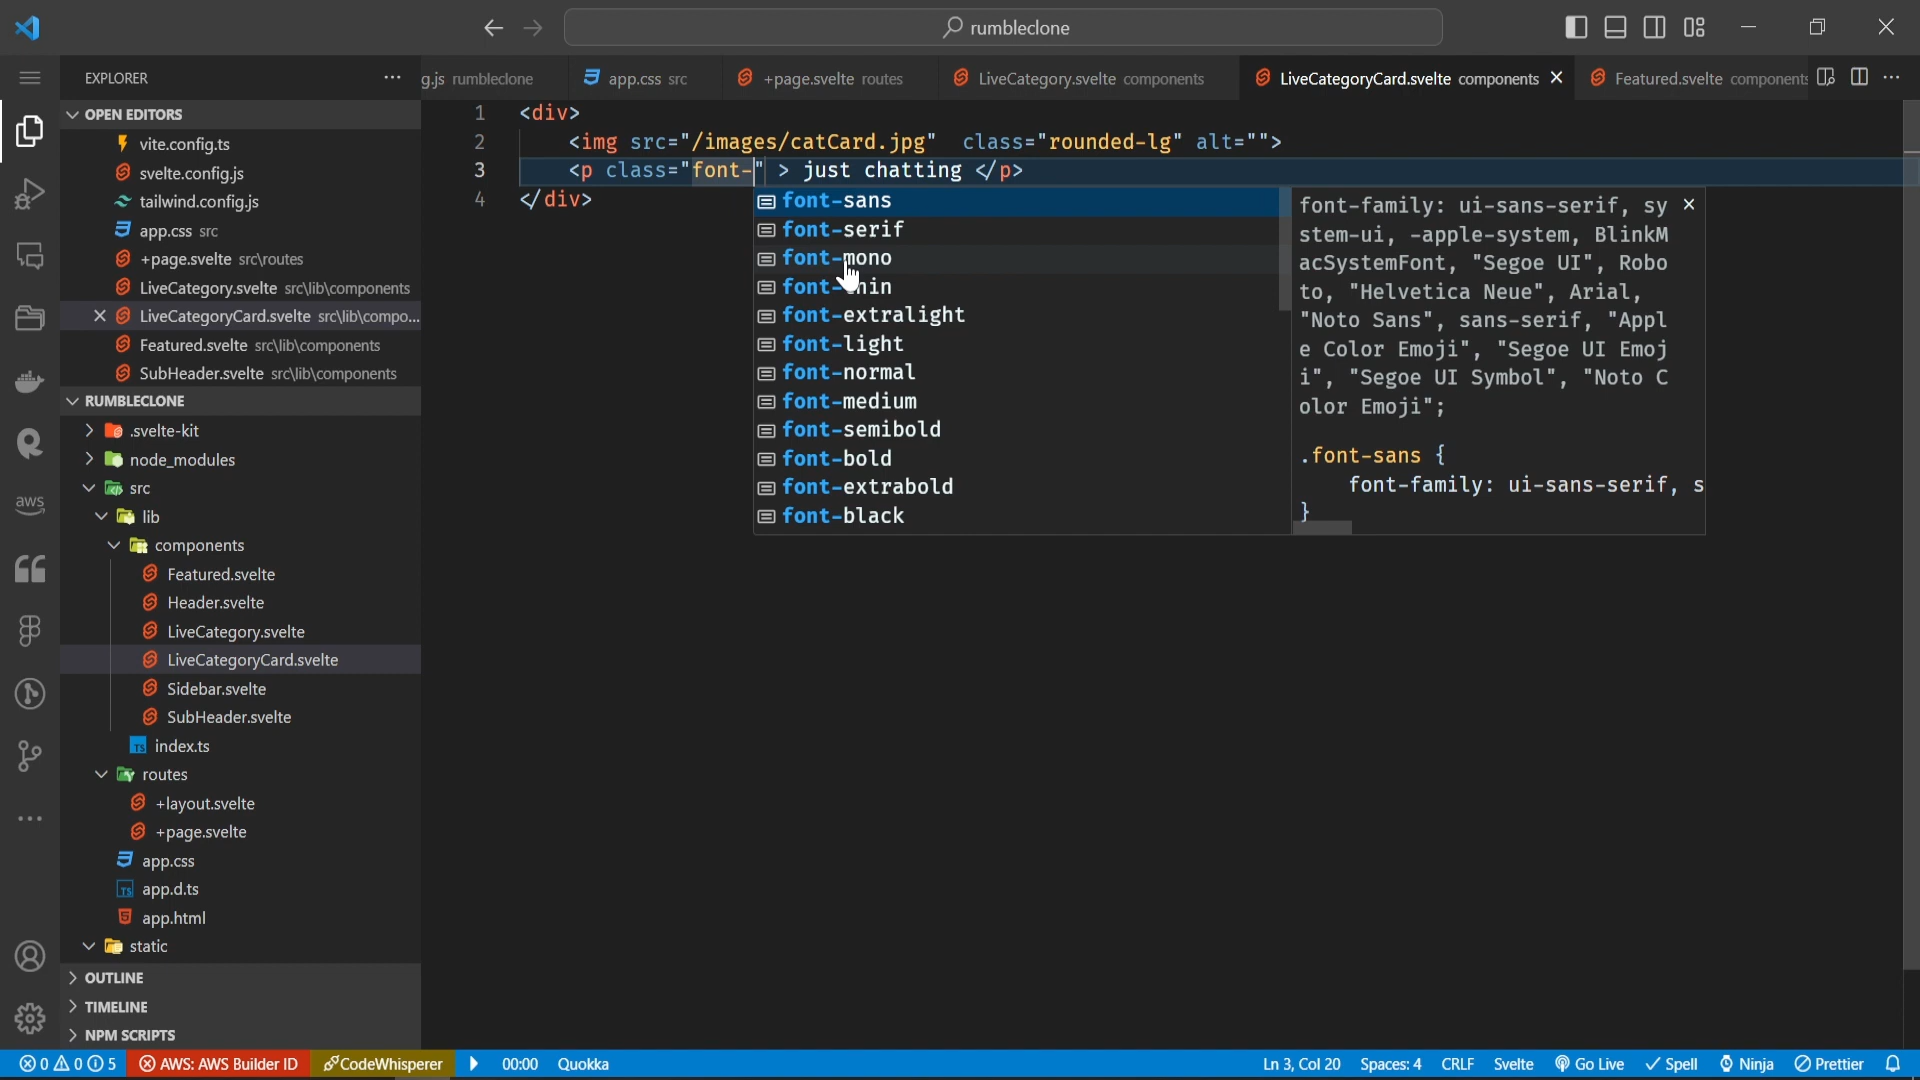 rumbleclone
EXPLORER
g.js rumbleclone
app.css src
+page.svelte routes
LiveCategory.svelte components
LiveCategoryCard.svelte components
Featured.svelte components
OPEN EDITORS
vite.config.ts
svelte.config.js
tailwind.config.js
app.css src
+page.svelte src\routes
LiveCategory.svelte src\lib\components
LiveCategoryCard.svelte src\lib\compo...
Featured.svelte src\lib\components
SubHeader.svelte src\lib\components
RUMBLECLONE
.svelte-kit
node_modules
src
lib
components
Featured.svelte
Header.svelte
LiveCategory.svelte
LiveCategoryCard.svelte
Sidebar.svelte
SubHeader.svelte
index.ts
routes
+layout.svelte
+page.svelte
app.css
app.d.ts
app.html
static
OUTLINE
TIMELINE
NPM SCRIPTS
aws
1 <div>
2 <img src="/images/catCard.jpg" class="rounded-lg" alt="">
3 <p class="font-" > just chatting </p>
4 </div>
font-sans
font-serif
font-mono
font-thin
font-extralight
font-light
font-normal
font-medium
font-semibold
font-bold
font-extrabold
font-black
font-family: ui-sans-serif, sy
stem-ui, -apple-system, BlinkM
acSystemFont, "Segoe UI", Robo
to, "Helvetica Neue", Arial,
"Noto Sans", sans-serif, "Appl
e Color Emoji", "Segoe UI Emoj
i", "Segoe UI Symbol", "Noto C
olor Emoji";
.font-sans {
font-family: ui-sans-serif, s
}
0 0 5 AWS: AWS Builder ID CodeWhisperer 00:00 Quokka Ln 3, Col 20 Spaces: 4 CRLF Svelte Go Live Spell Ninja Prettier